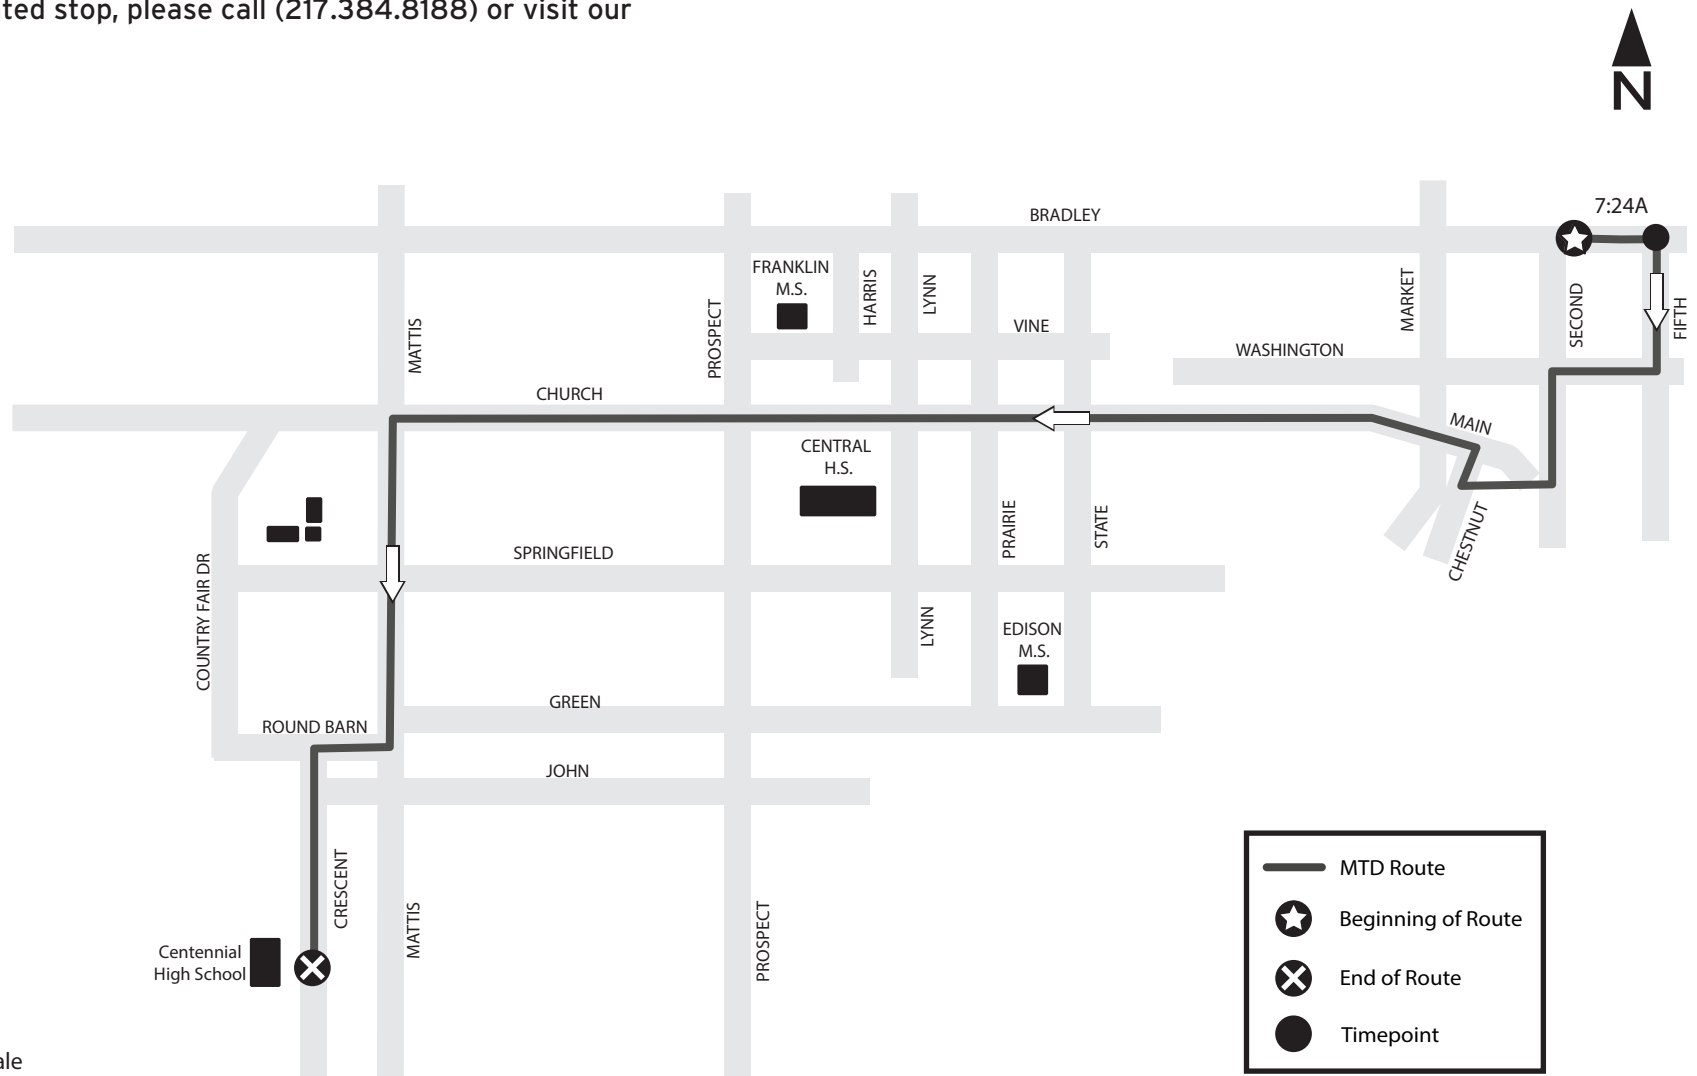 stop, please call (217.384.8188) or visit our
N
7:24A
BRADLEY
FRANKLIN
M.S.
HARRIS
LYNN
MARKET
SECOND
FIFTH
MATTIS
PROSPECT
VINE
WASHINGTON
CHURCH
MAIN
CENTRAL
H.S.
PRAIRIE
STATE
CHESTNUT
SPRINGFIELD
COUNTRY FAIR DR
LYNN
EDISON
M.S.
GREEN
ROUND BARN
JOHN
CRESCENT
MATTIS
PROSPECT
Centennial
High School
MTD Route
Beginning of Route
End of Route
Timepoint